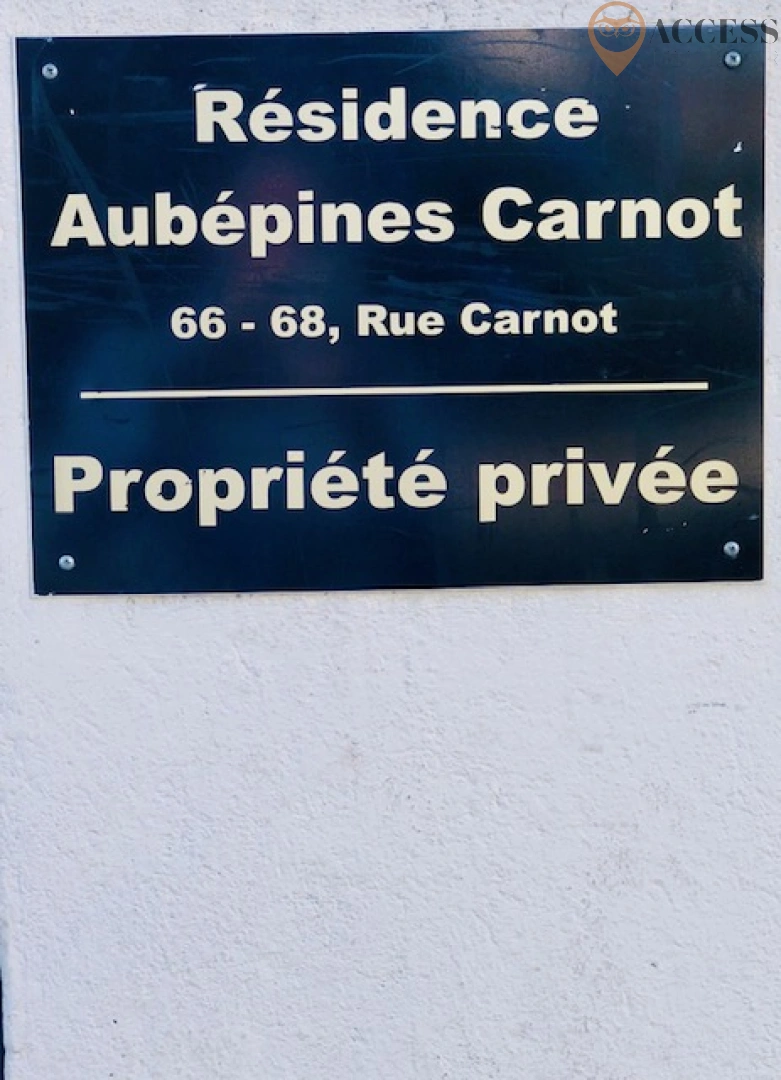 ACCESS
Résidence
Aubépines Carnot
66 - 68, Rue Carnot
Propriété privée